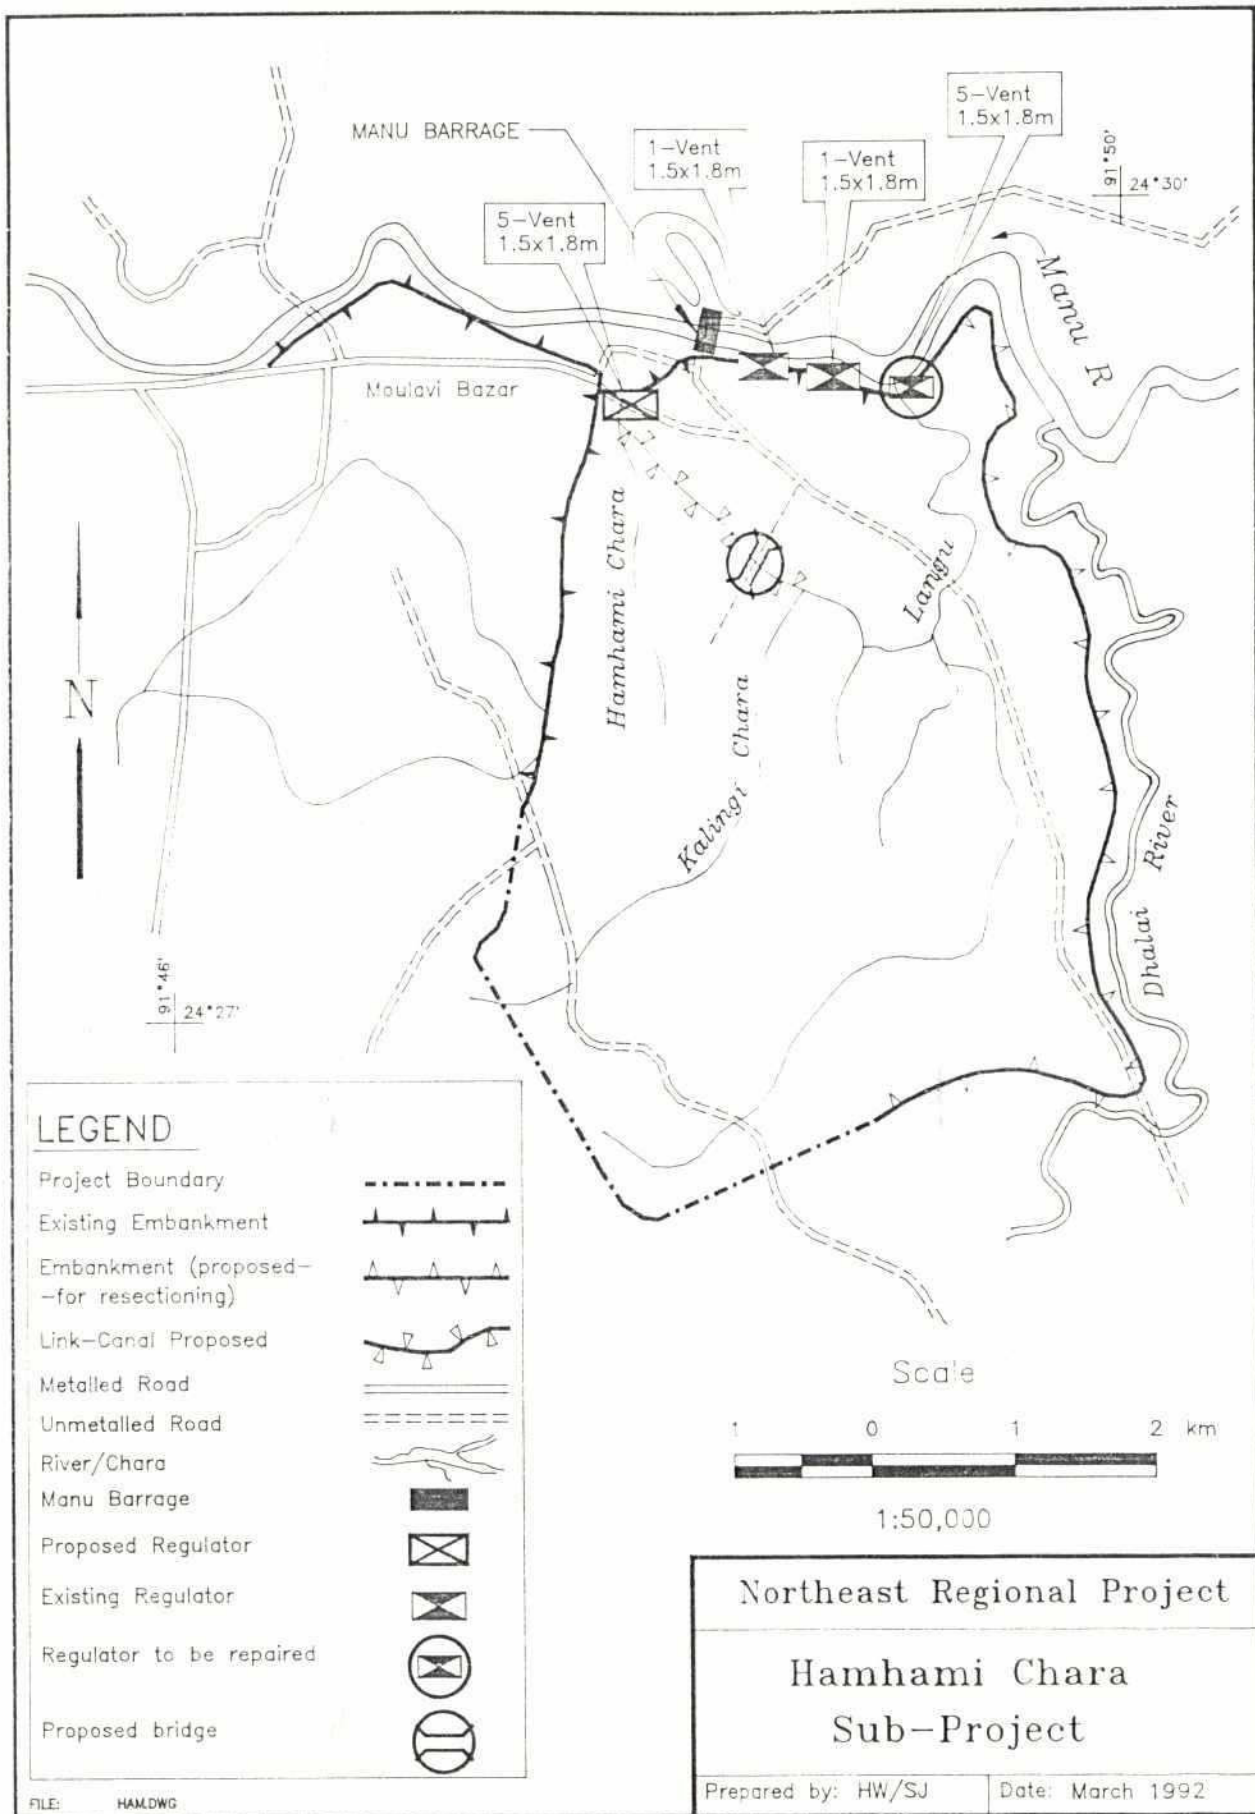 5-Vent
1.5x1.8m
MANU BARRAGE
1-Vent
1.5x1.8m
1-Vent
1.5x1.8m
91°50'
24°30'
5-Vent
1.5x1.8m
Manu R
Moulavi Bazar
Hamhami Chara
Langu
N
Kalingi Chara
Dhalai River
91°46'
24°27'
LEGEND
Project Boundary
Existing Embankment
Embankment (proposed-
-for resectioning)
Link-Canal Proposed
Metalled Road
Unmetalled Road
River/Chara
Manu Barrage
Proposed Regulator
Existing Regulator
Regulator to be repaired
Proposed bridge
Scale
1 0 1 2 km
1:50,000
Northeast Regional Project
Hamhami Chara
Sub-Project
Prepared by: HW/SJ
Date: March 1992
FILE: HAM.DWG